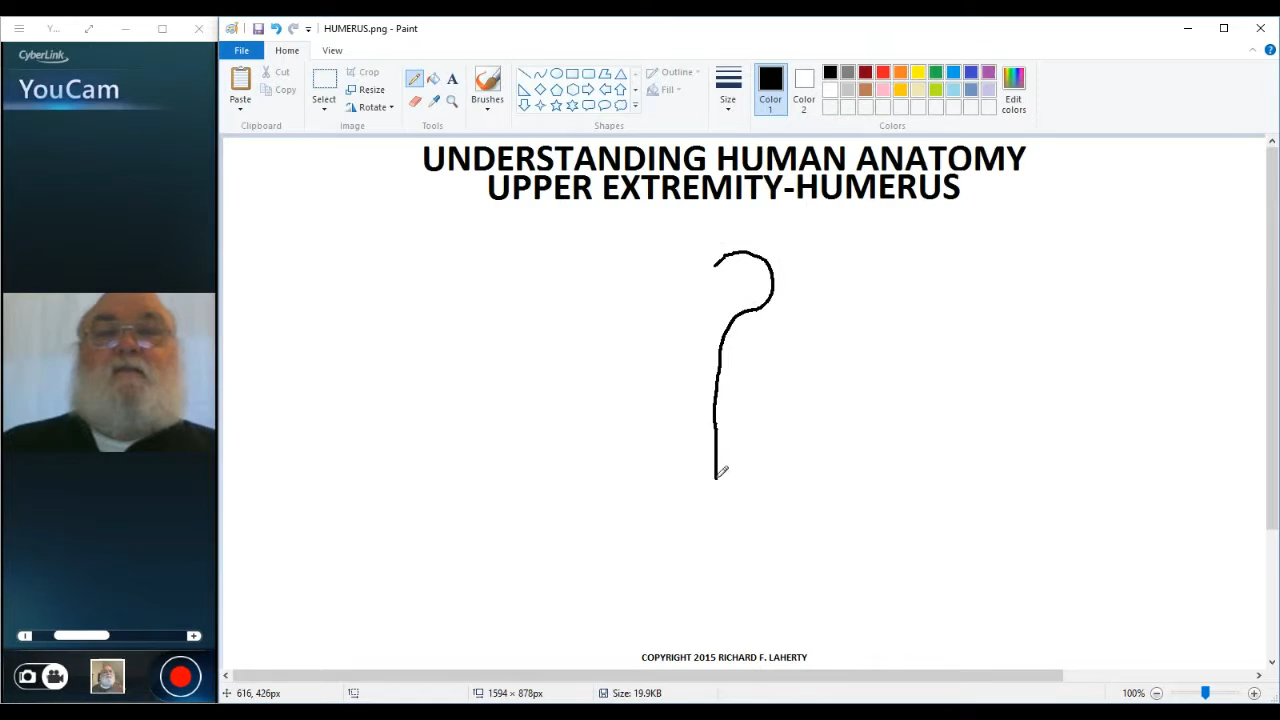 Y...
HUMERUS.png - Paint
File
Home
View
CyberLink
YouCam
Paste
Cut
Copy
Clipboard
Select
Crop
Resize
Rotate
Image
A
Tools
Brushes
Shapes
Outline
Fill
Size
Color
1
Color
2
Edit
colors
Colors
UNDERSTANDING HUMAN ANATOMY
UPPER EXTREMITY-HUMERUS
COPYRIGHT 2015 RICHARD F. LAHERTY
616, 426px
1594 × 878px
Size: 19.9KB
100%